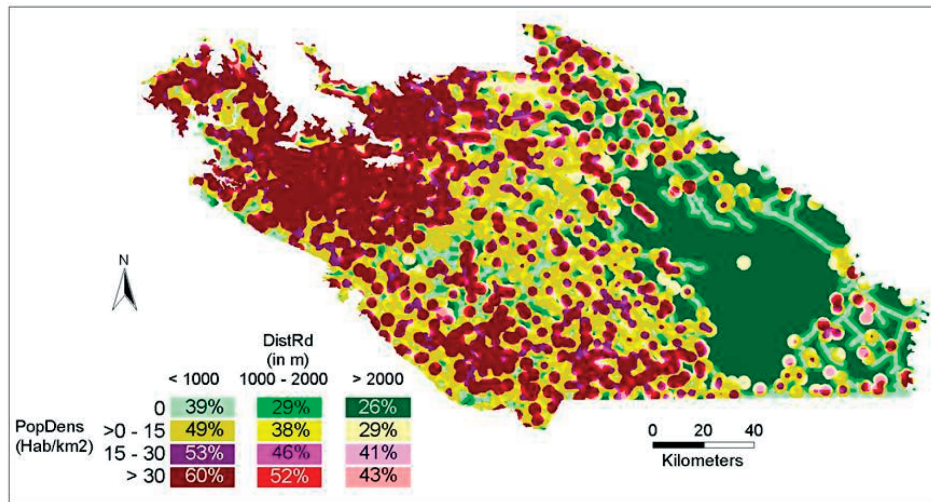 N
DistRd
(in m)
< 1000 1000 - 2000 > 2000
0 39% 29% 26%
PopDens >0 - 15 49% 38% 29%
(Hab/km2) 15 - 30 53% 46% 41%
> 30 60% 52% 43%
0 20 40
Kilometers